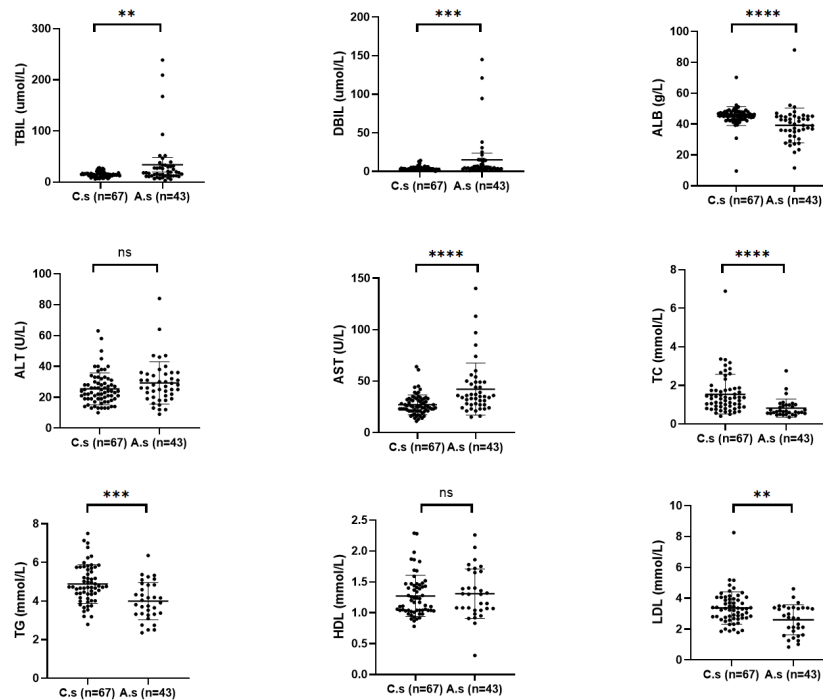 **
300
200
100
0
TBIL (umol/L)
C.s (n=67) A.s (n=43)
***
200
150
100
50
0
DBIL (umol/L)
C.s (n=67) A.s (n=43)
****
100
80
60
40
20
0
ALB (g/L)
C.s (n=67) A.s (n=43)
ns
100
80
60
40
20
0
ALT (U/L)
C.s (n=67) A.s (n=43)
****
150
100
50
0
AST (U/L)
C.s (n=67) A.s (n=43)
****
8
6
4
2
0
TC (mmol/L)
C.s (n=67) A.s (n=43)
***
8
6
4
2
0
TG (mmol/L)
C.s (n=67) A.s (n=43)
ns
2.5
2.0
1.5
1.0
0.5
0.0
HDL (mmol/L)
C.s (n=67) A.s (n=43)
**
10
8
6
4
2
0
LDL (mmol/L)
C.s (n=67) A.s (n=43)